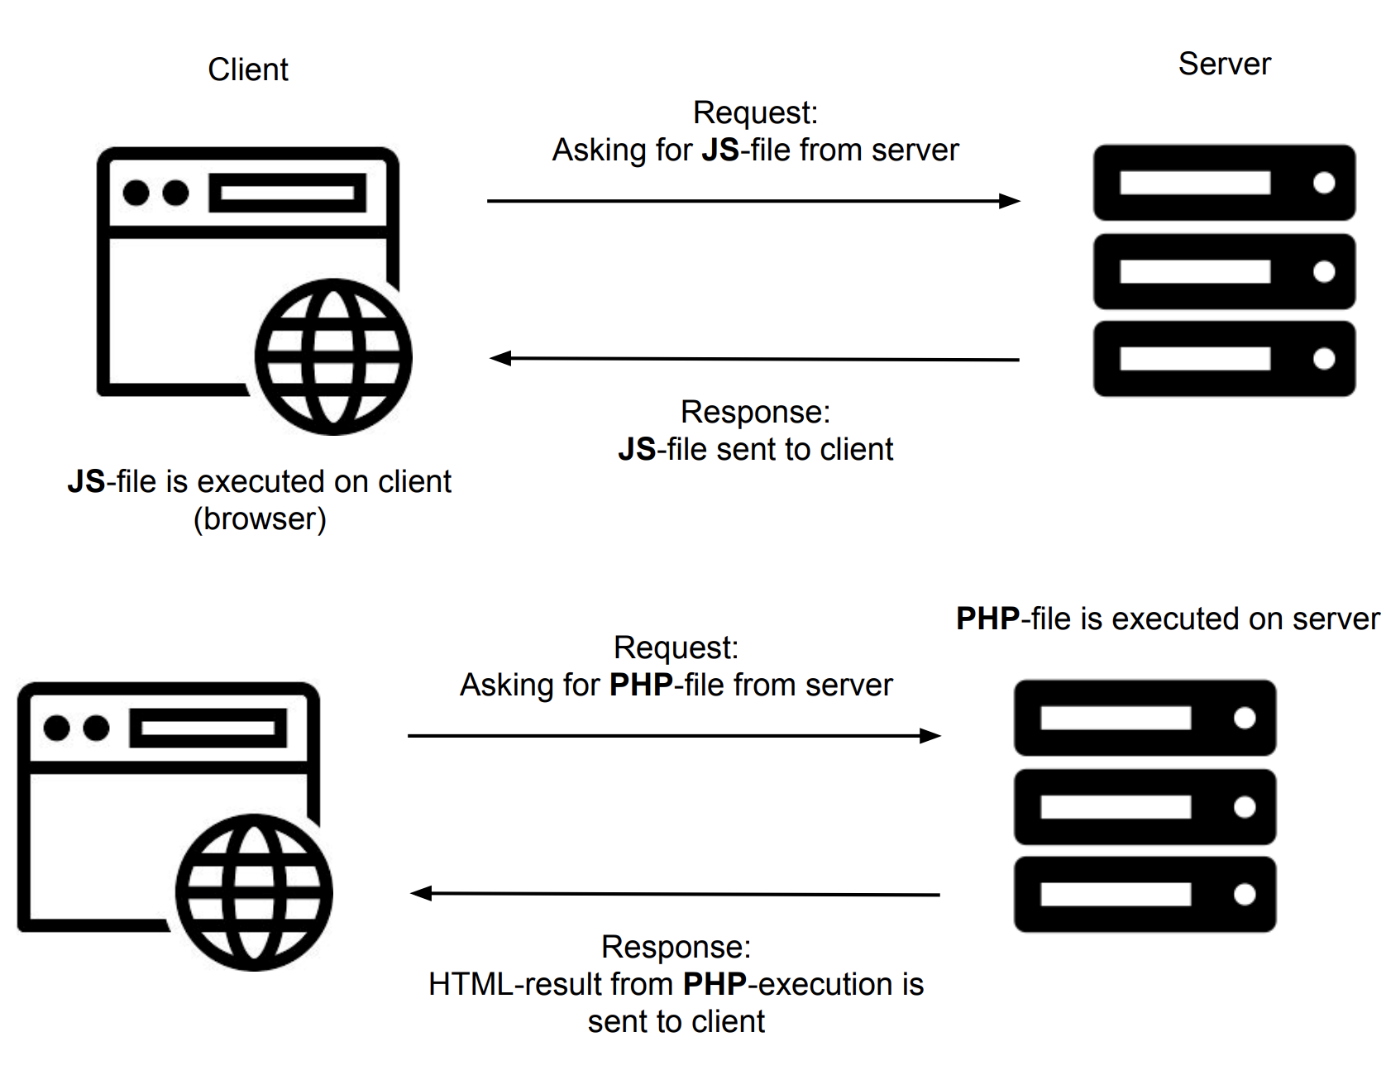 Client
Server
Request:
Asking for JS-file from server
Response:
JS-file sent to client
JS-file is executed on client
(browser)
PHP-file is executed on server
Request:
Asking for PHP-file from server
Response:
HTML-result from PHP-execution is
sent to client